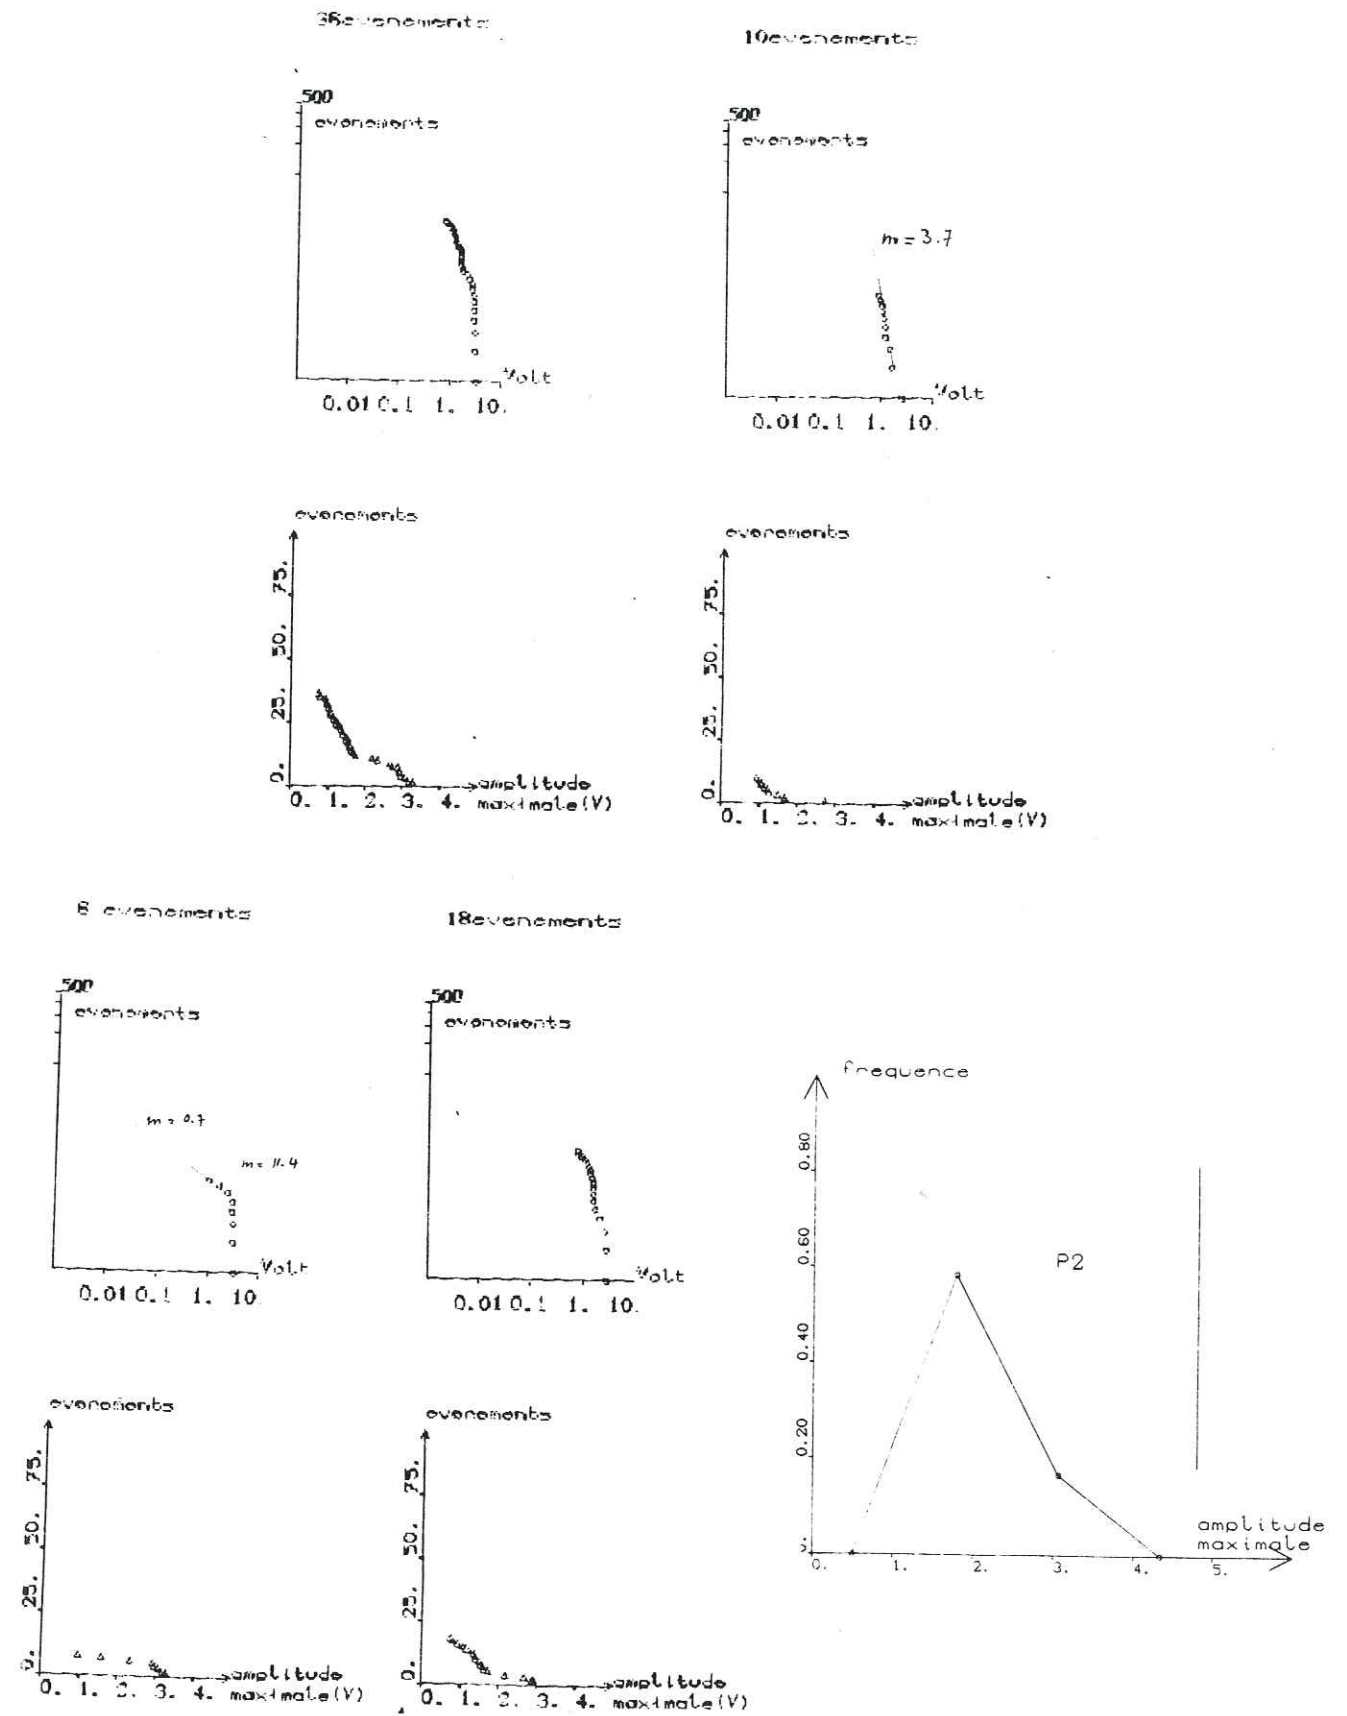 36evenements
500
evenements
Volt
0.01 0.1 1. 10.
10evenements
500
evenements
m = 3.7
Volt
0.01 0.1 1. 10.
evenements
75.
50.
25.
0.
0. 1. 2. 3. 4.
amplitude
maximale(V)
evenements
75.
50.
25.
0.
0. 1. 2. 3. 4.
amplitude
maximale(V)
8 evenements
500
evenements
m = 0.7
m = 11.4
Volt
0.01 0.1 1. 10.
18evenements
500
evenements
Volt
0.01 0.1 1. 10.
evenements
75.
50.
25.
0.
0. 1. 2. 3. 4.
amplitude
maximale(V)
evenements
75.
50.
25.
0.
0. 1. 2. 3. 4.
amplitude
maximale(V)
frequence
0.80
0.60
0.40
0.20
P2
0. 1. 2. 3. 4. 5.
amplitude
maximale